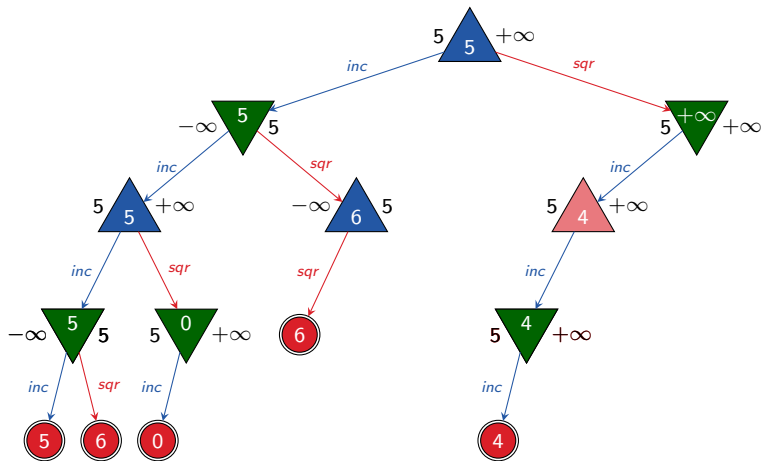 5 5 +∞
inc sqr
−∞ 5 5 5 +∞ +∞
inc sqr inc
5 5 +∞ −∞ 6 5 5 4 +∞
inc sqr sqr inc
−∞ 5 5 5 0 +∞ 6 5 4 +∞
inc sqr inc inc
5 6 0 4